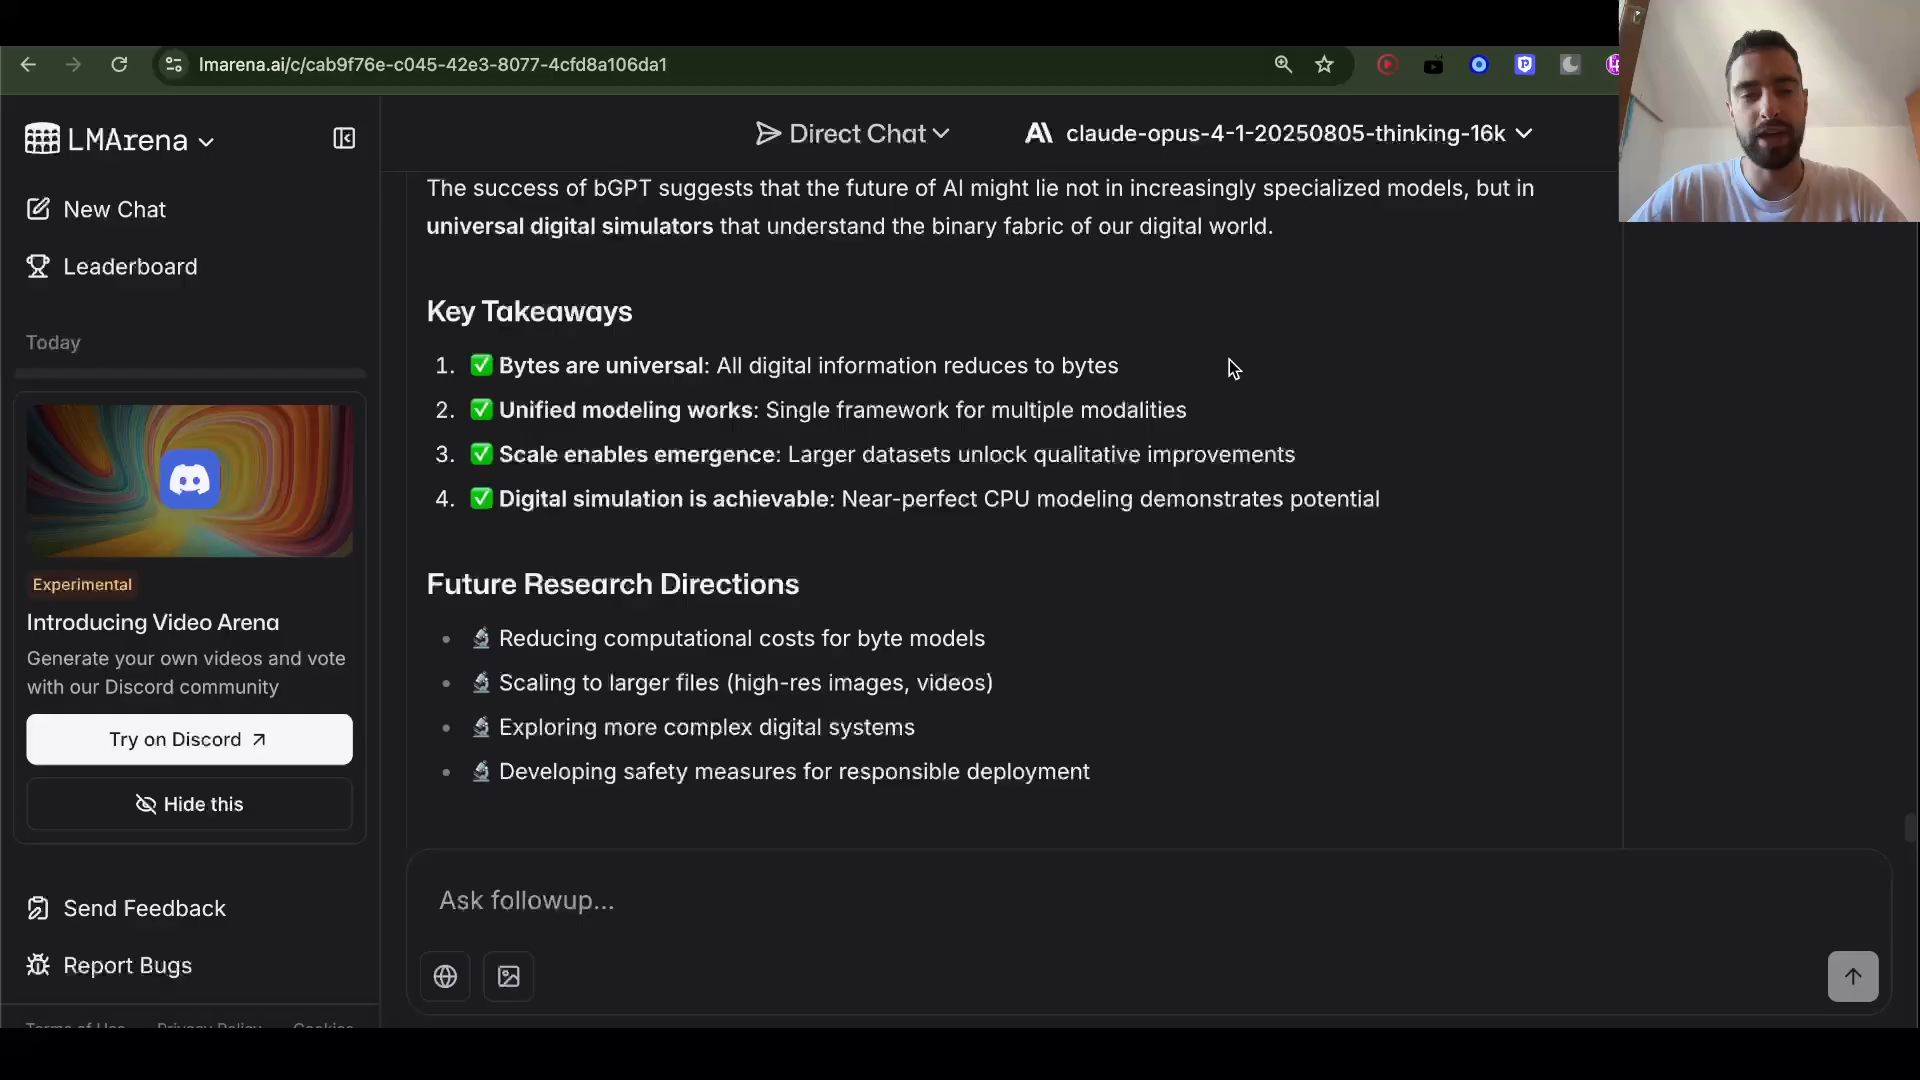 lmarena.ai/c/cab9f76e-c045-42e3-8077-4cfd8a106da1
LMArena
Direct Chat
claude-opus-4-1-20250805-thinking-16k
New Chat
Leaderboard
Today
Experimental
Introducing Video Arena
Generate your own videos and vote
with our Discord community
Try on Discord
Hide this
Send Feedback
Report Bugs
Terms of Use Privacy Policy Cookies
The success of bGPT suggests that the future of AI might lie not in increasingly specialized models, but in
universal digital simulators that understand the binary fabric of our digital world.
Key Takeaways
1. ✅ Bytes are universal: All digital information reduces to bytes
2. ✅ Unified modeling works: Single framework for multiple modalities
3. ✅ Scale enables emergence: Larger datasets unlock qualitative improvements
4. ✅ Digital simulation is achievable: Near-perfect CPU modeling demonstrates potential
Future Research Directions
• 🔬 Reducing computational costs for byte models
• 🔬 Scaling to larger files (high-res images, videos)
• 🔬 Exploring more complex digital systems
• 🔬 Developing safety measures for responsible deployment
Ask followup...